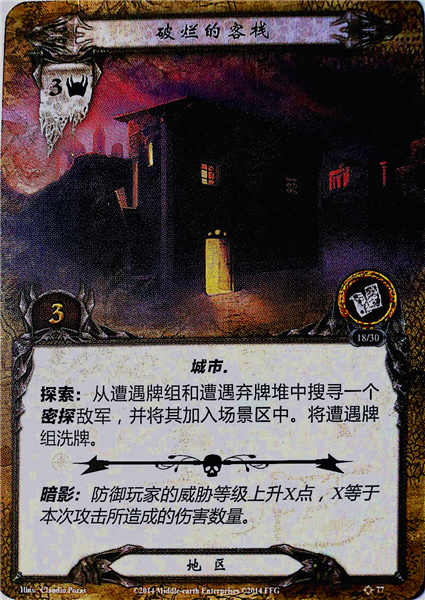 破烂的客栈
3
3
18/30
城市.
探索：从遭遇牌组和遭遇弃牌堆中搜寻一个
密探敌军，并将其加入场景区中。将遭遇牌
组洗牌。
暗影：防御玩家的威胁等级上升X点，X等于
本次攻击所造成的伤害数量。
地区
Illus. Claudio Pozas
©2014 Middle-earth Enterprises ©2014 FFG
77